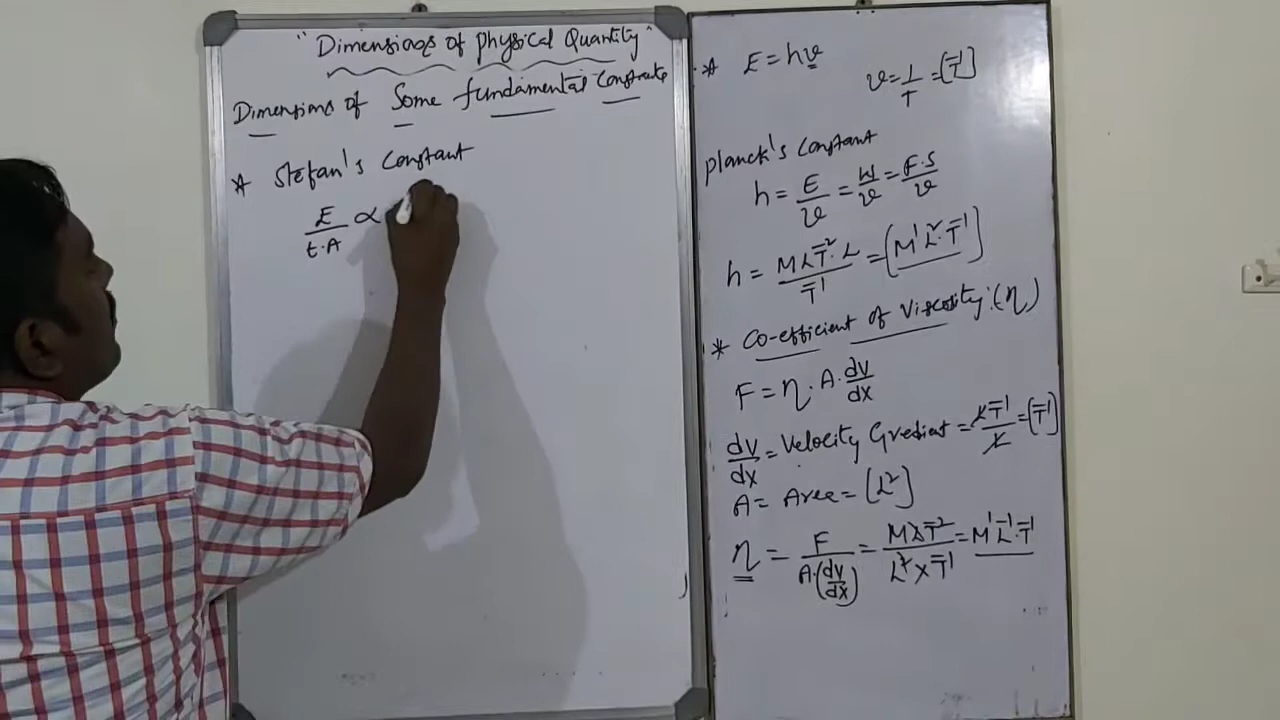 "Dimensions of Physical Quantity"
Dimensions of Some fundamental Constants
* Stefan's Constant
E/t·A ∝
* E = hυ
υ = 1/T = [T⁻¹]
Planck's Constant
h = E/υ = W/υ = F·S/υ
h = MLT⁻²·L/T⁻¹ = [M¹L²T⁻¹]
* Co-efficient of Viscosity:(η)
F = η·A·dv/dx
dv/dx = Velocity Gradient = LT⁻¹/L = [T⁻¹]
A = Area = [L²]
η = F/A·(dv/dx) = MLT⁻²/L²×T⁻¹ = M¹L⁻¹·T⁻¹